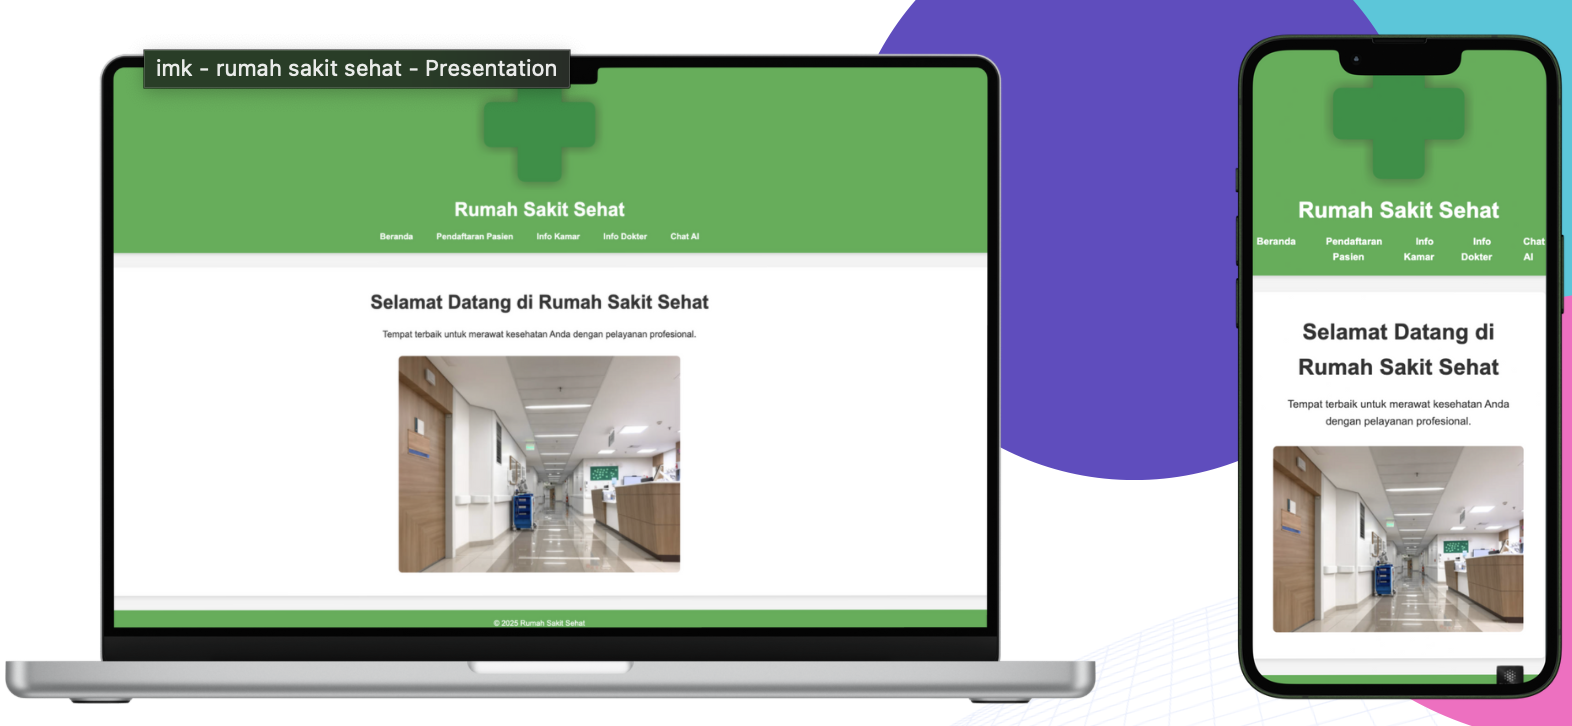 imk - rumah sakit sehat - Presentation
Rumah Sakit Sehat
Beranda Pendaftaran Pasien Info Kamar Info Dokter Chat AI
Selamat Datang di Rumah Sakit Sehat
Tempat terbaik untuk merawat kesehatan Anda dengan pelayanan profesional.
© 2025 Rumah Sakit Sehat
Rumah Sakit Sehat
Beranda Pendaftaran Info Info Chat
Pasien Kamar Dokter AI
Selamat Datang di
Rumah Sakit Sehat
Tempat terbaik untuk merawat kesehatan Anda
dengan pelayanan profesional.